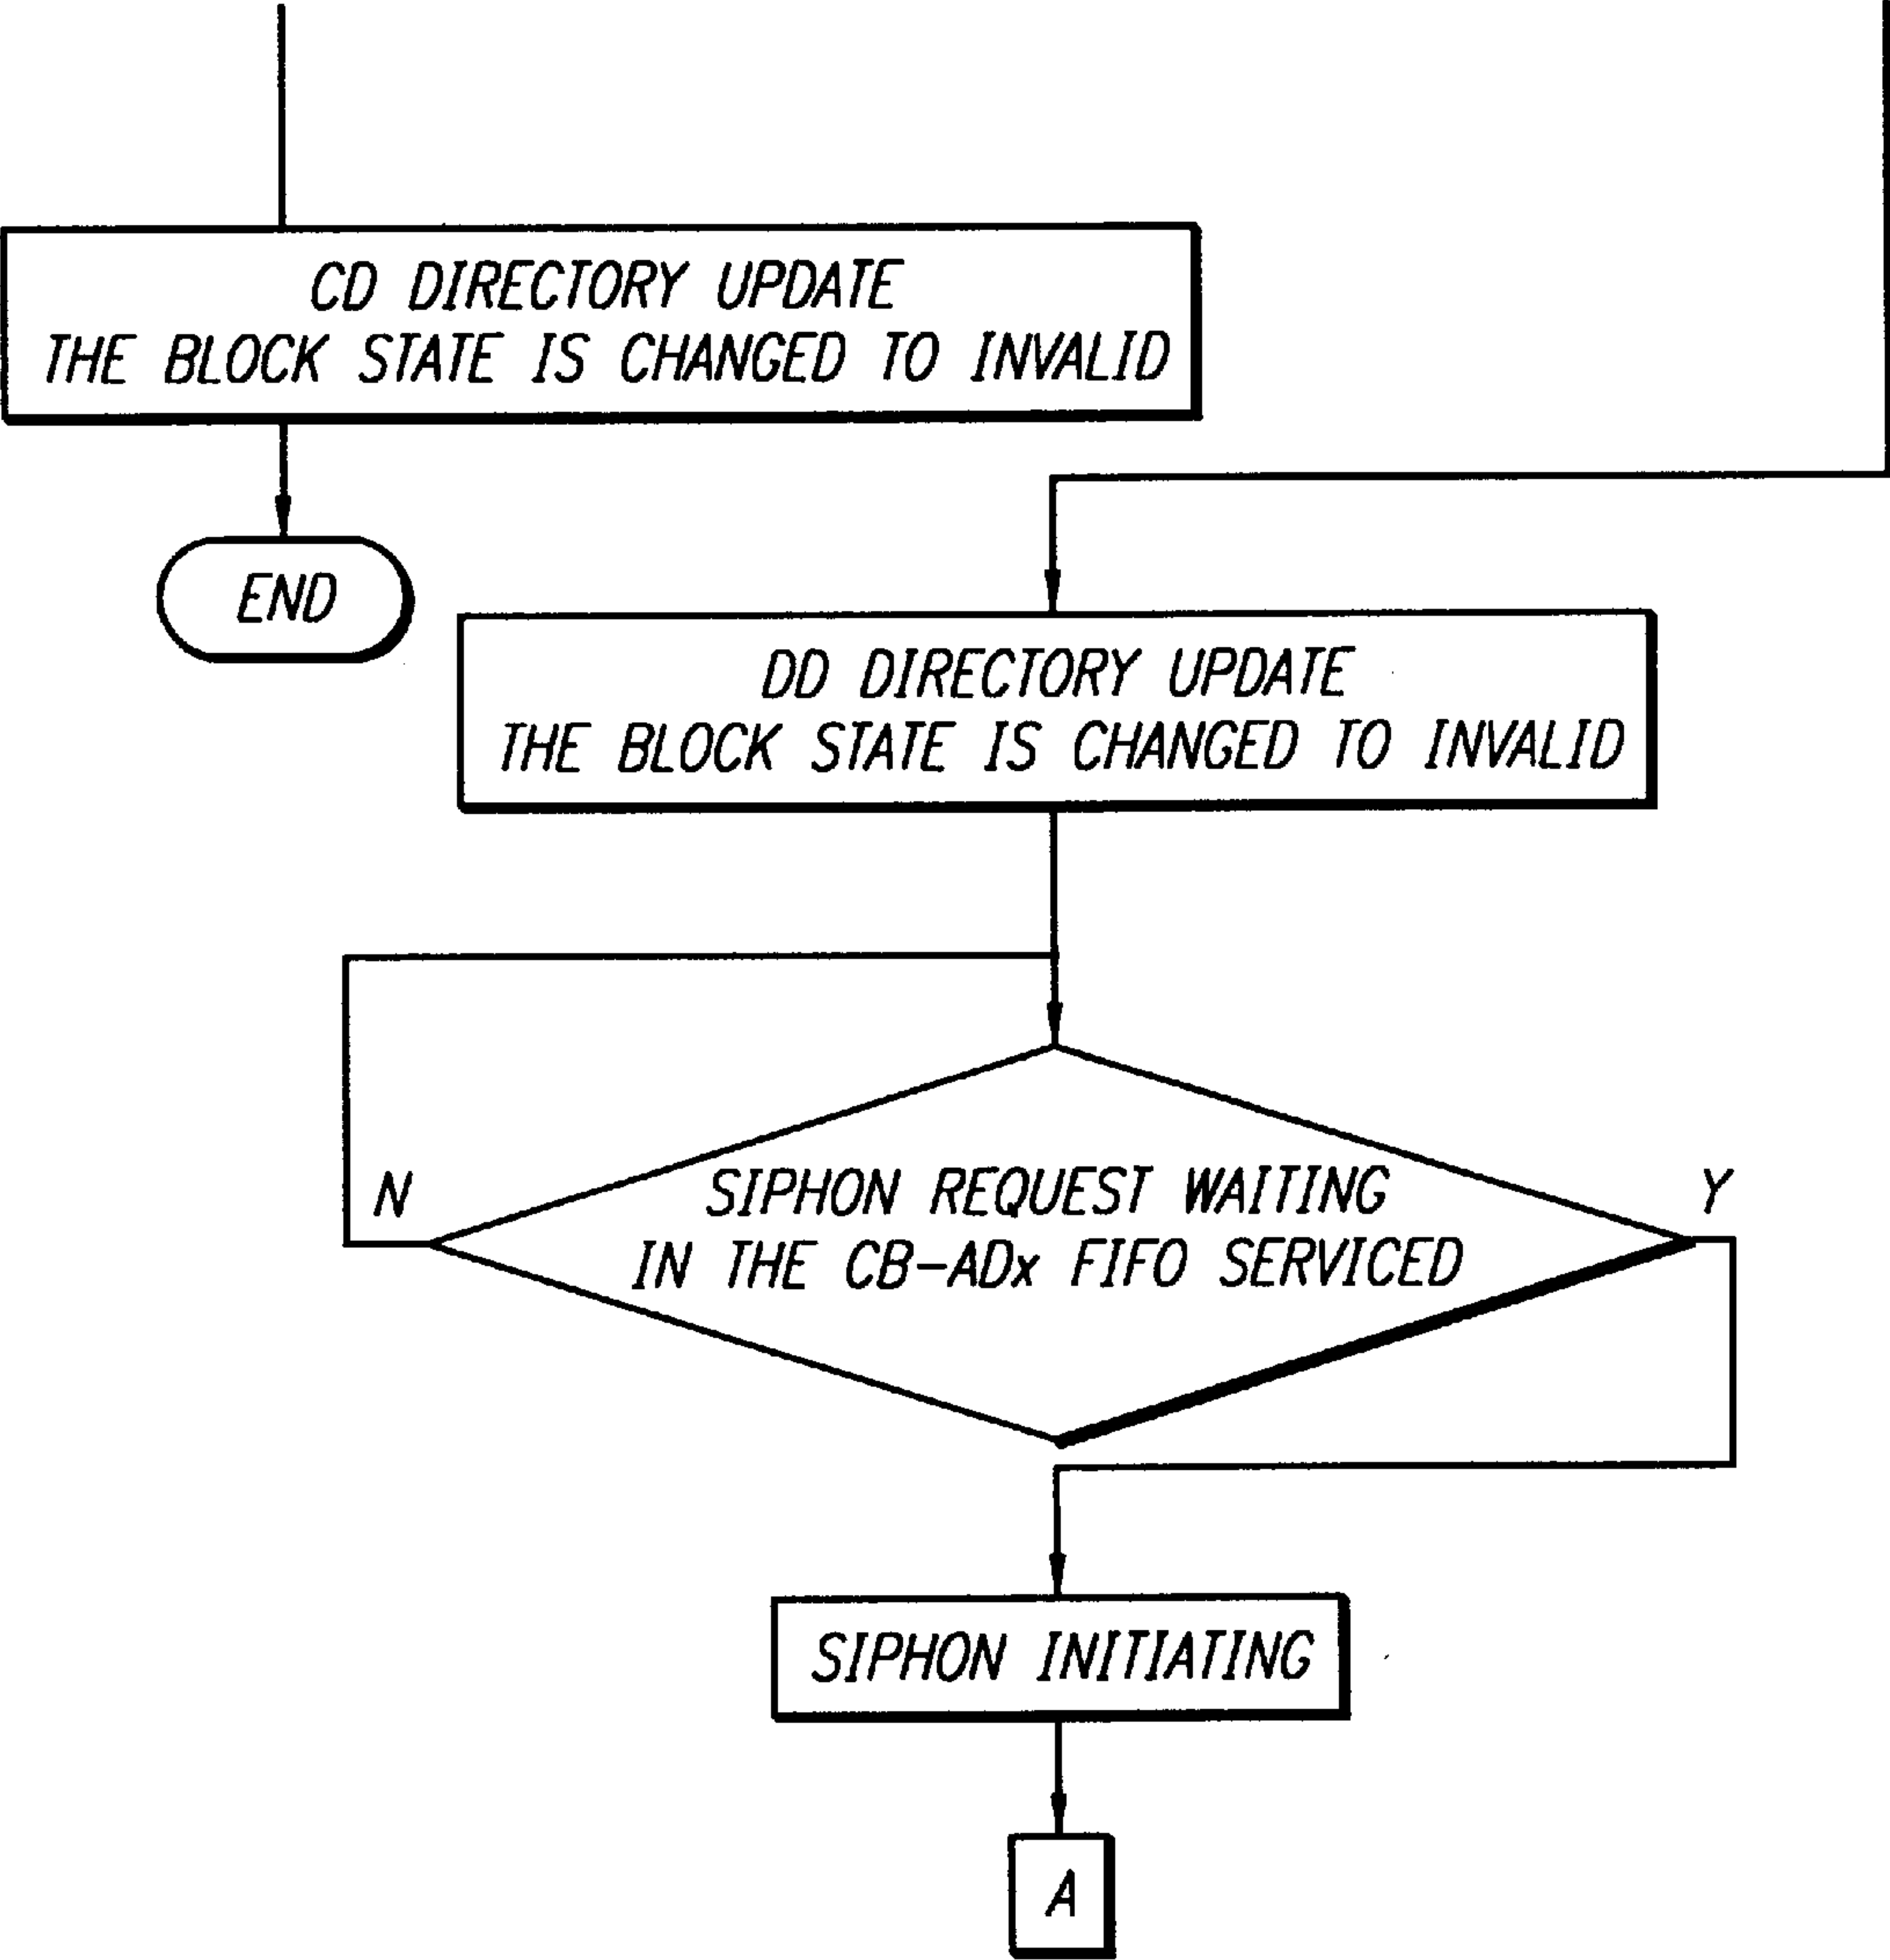 CD DIRECTORY UPDATE
THE BLOCK STATE IS CHANGED TO INVALID
END
DD DIRECTORY UPDATE
THE BLOCK STATE IS CHANGED TO INVALID
N
SIPHON REQUEST WAITING
IN THE CB-ADx FIFO SERVICED
Y
SIPHON INITIATING
A